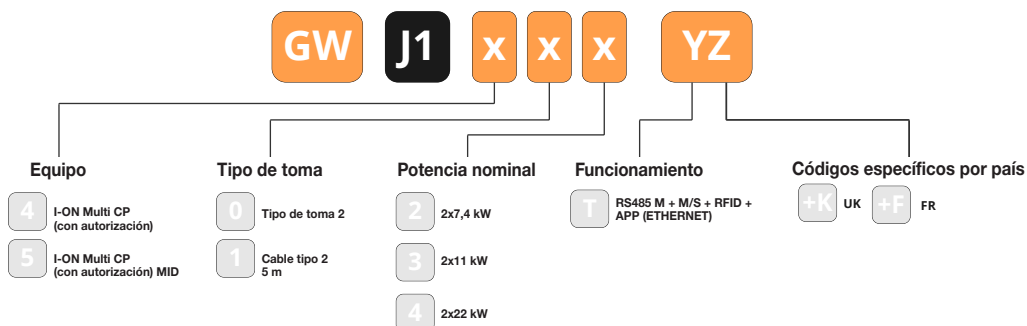 GW J1 x x x YZ
Equipo
4 I-ON Multi CP
(con autorización)
5 I-ON Multi CP
(con autorización) MID
Tipo de toma
0 Tipo de toma 2
1 Cable tipo 2
5 m
Potencia nominal
2 2x7,4 kW
3 2x11 kW
4 2x22 kW
Funcionamiento
T RS485 M + M/S + RFID +
APP (ETHERNET)
Códigos específicos por país
+K UK +F FR